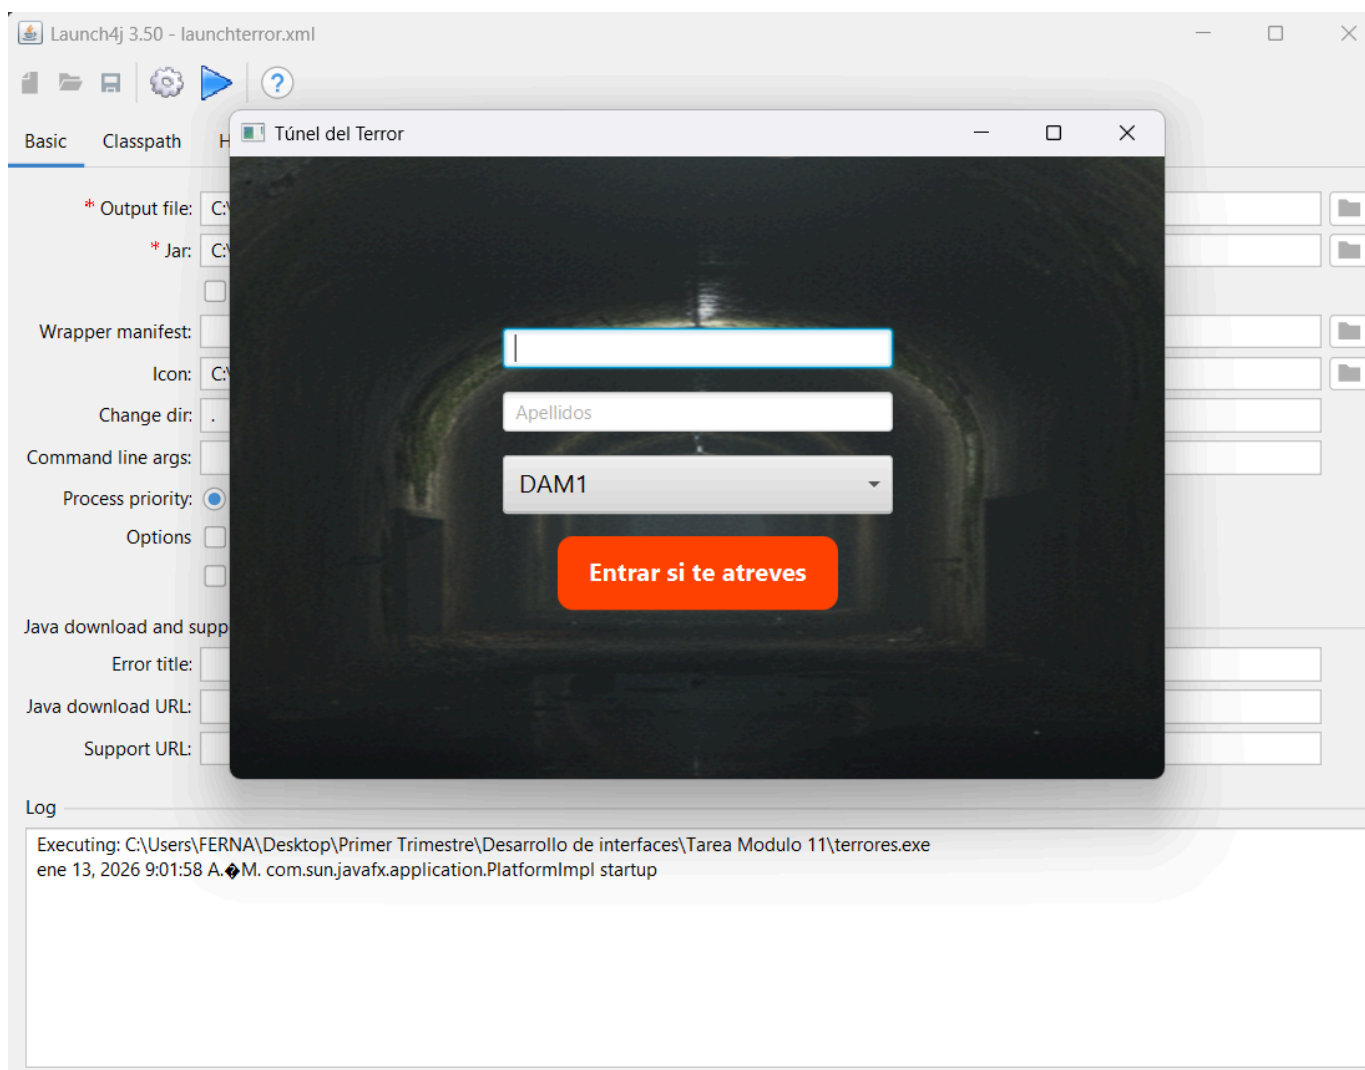 Launch4j 3.50 - launchterror.xml
?
Basic Classpath H
Túnel del Terror
* Output file: C:\
* Jar: C:\
Wrapper manifest:
Icon: C:\
Change dir: .
Command line args:
Process priority:
Options
Apellidos
DAM1
Entrar si te atreves
Java download and supp
Error title:
Java download URL:
Support URL:
Log
Executing: C:\Users\FERNA\Desktop\Primer Trimestre\Desarrollo de interfaces\Tarea Modulo 11\terrores.exe
ene 13, 2026 9:01:58 A.�M. com.sun.javafx.application.PlatformImpl startup